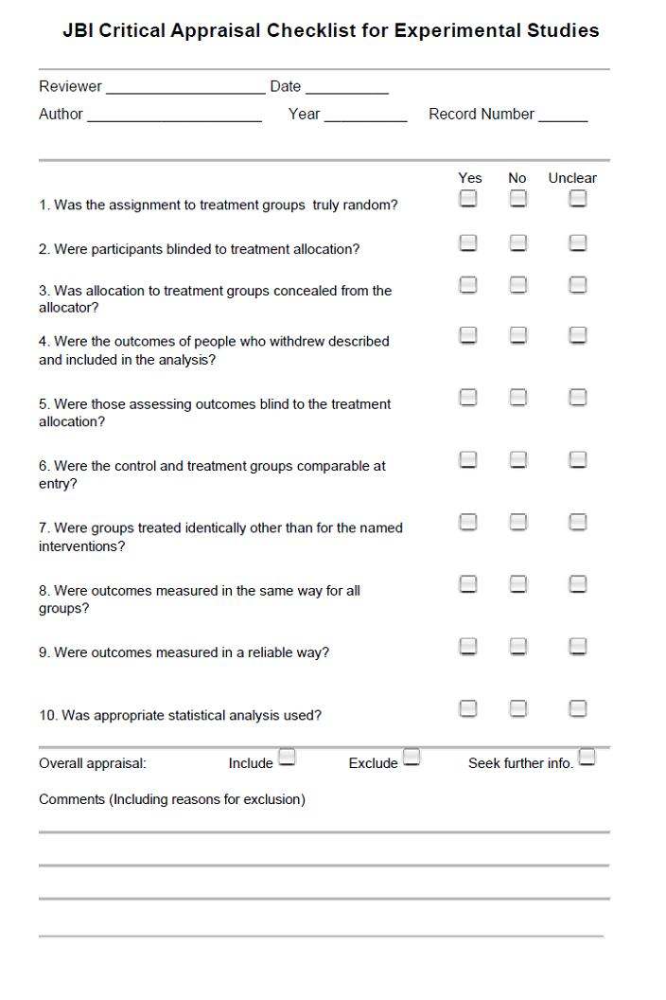 JBI Critical Appraisal Checklist for Experimental Studies
Reviewer ____________________ Date __________
Author ______________________ Year __________ Record Number ______
Yes No Unclear
1. Was the assignment to treatment groups truly random?
2. Were participants blinded to treatment allocation?
3. Was allocation to treatment groups concealed from the
allocator?
4. Were the outcomes of people who withdrew described
and included in the analysis?
5. Were those assessing outcomes blind to the treatment
allocation?
6. Were the control and treatment groups comparable at
entry?
7. Were groups treated identically other than for the named
interventions?
8. Were outcomes measured in the same way for all
groups?
9. Were outcomes measured in a reliable way?
10. Was appropriate statistical analysis used?
Overall appraisal: Include Exclude Seek further info.
Comments (Including reasons for exclusion)